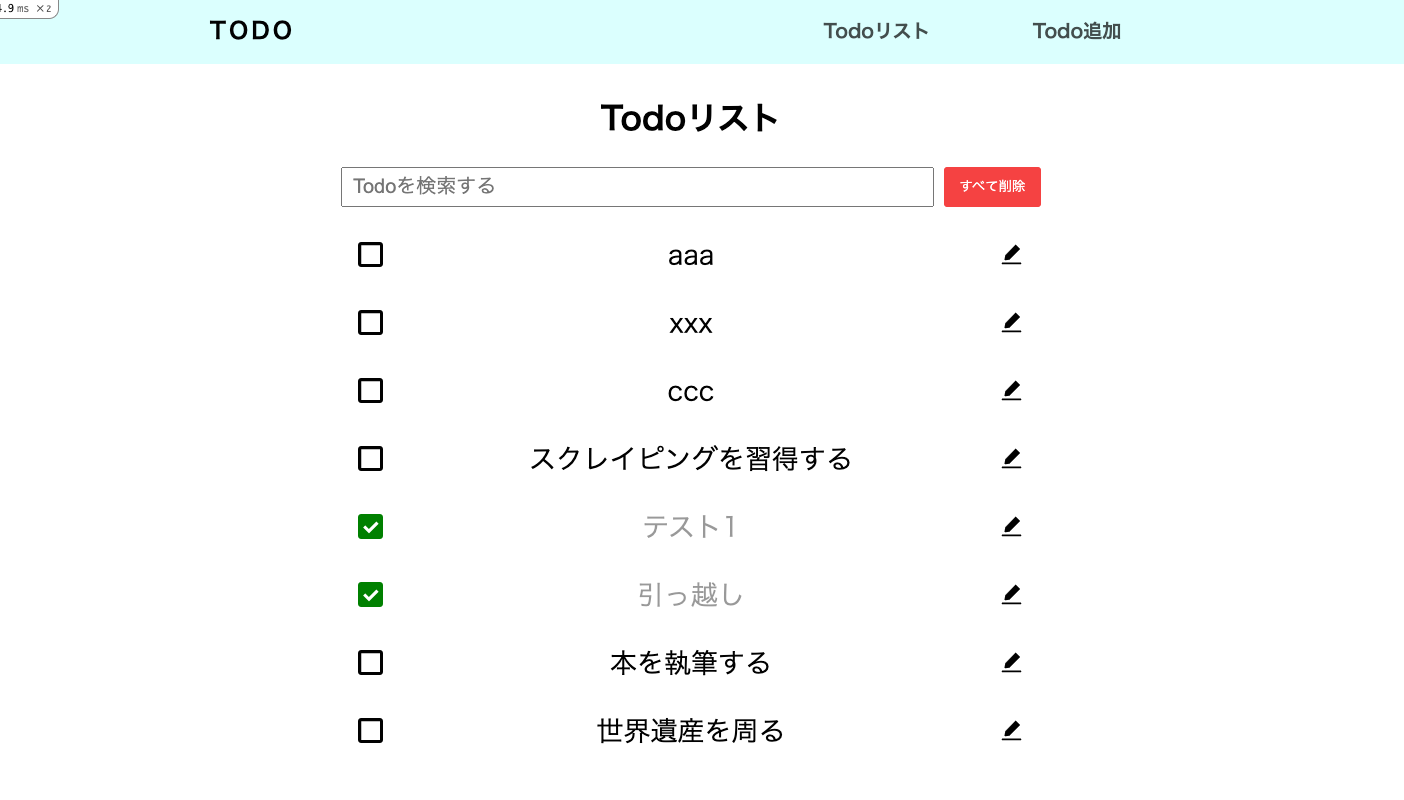 4.9 ms ×2
TODO Todoリスト Todo追加
Todoリスト
Todoを検索する すべて削除
aaa
xxx
ccc
スクレイピングを習得する
テスト1
引っ越し
本を執筆する
世界遺産を周る